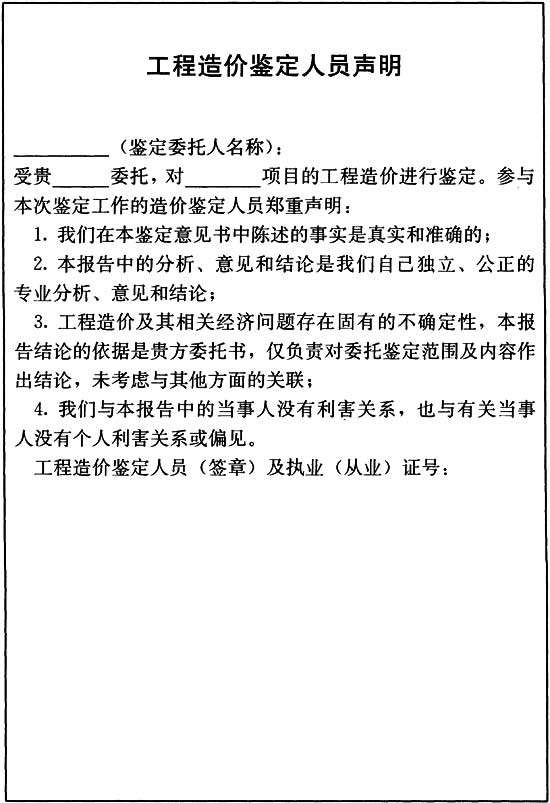 工程造价鉴定人员声明
__________（鉴定委托人名称）：
受贵______委托，对________项目的工程造价进行鉴定。参与
本次鉴定工作的造价鉴定人员郑重声明：
1. 我们在本鉴定意见书中陈述的事实是真实和准确的；
2. 本报告中的分析、意见和结论是我们自己独立、公正的
专业分析、意见和结论；
3. 工程造价及其相关经济问题存在固有的不确定性，本报
告结论的依据是贵方委托书，仅负责对委托鉴定范围及内容作
出结论，未考虑与其他方面的关联；
4. 我们与本报告中的当事人没有利害关系，也与有关当事
人没有个人利害关系或偏见。
工程造价鉴定人员（签章）及执业（从业）证号：